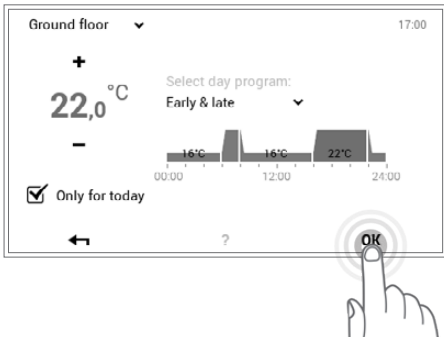 Ground floor
17:00
+
22,0°C
−
Select day program:
Early & late
16°C 16°C 22°C
00:00 12:00 24:00
Only for today
?
OK